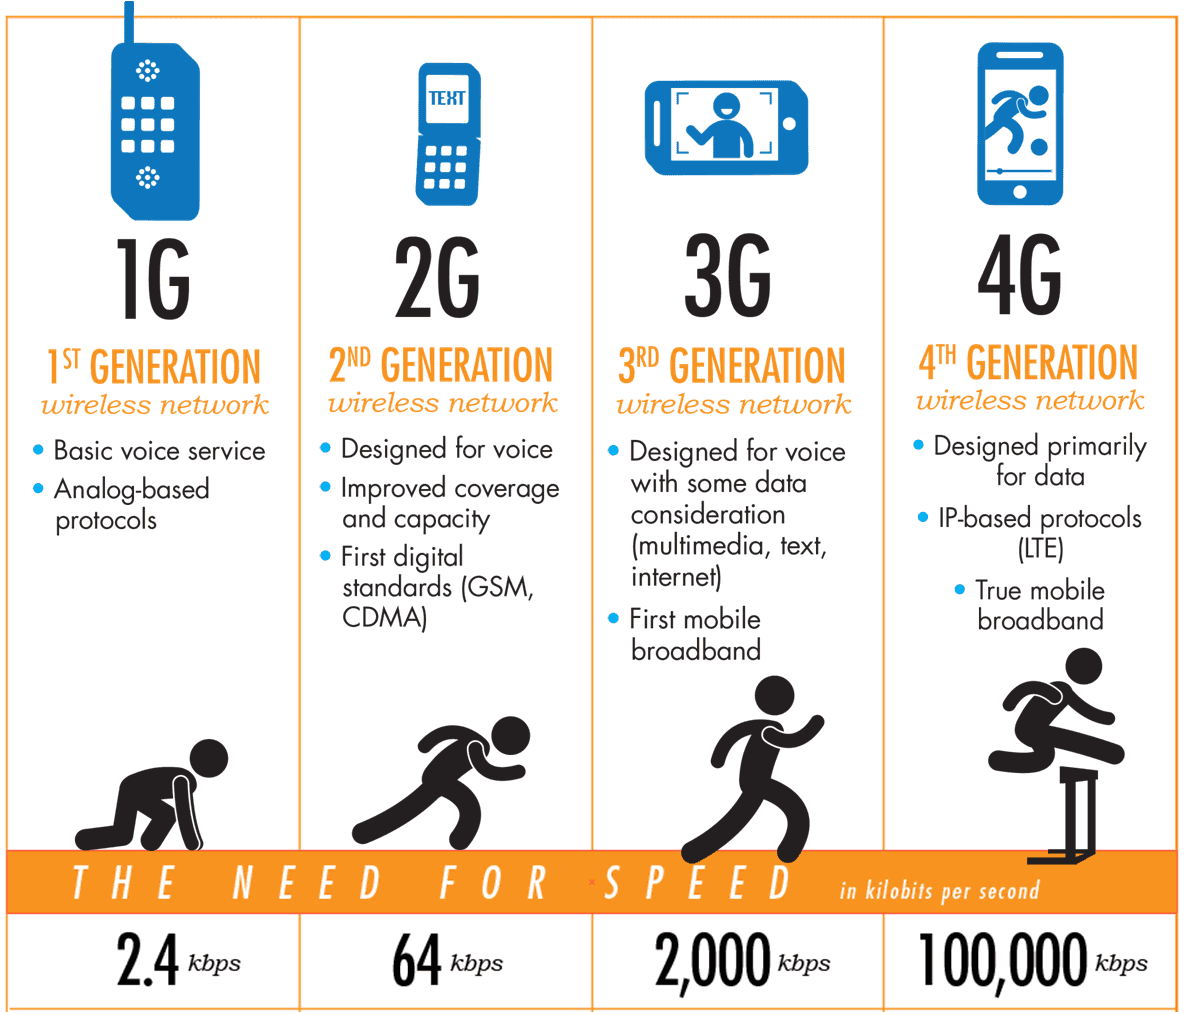 TEXT
1G
1ST GENERATION
wireless network
• Basic voice service
• Analog-based
protocols
2G
2ND GENERATION
wireless network
• Designed for voice
• Improved coverage
and capacity
• First digital
standards (GSM,
CDMA)
3G
3RD GENERATION
wireless network
• Designed for voice
with some data
consideration
(multimedia, text,
internet)
• First mobile
broadband
4G
4TH GENERATION
wireless network
• Designed primarily
for data
• IP-based protocols
(LTE)
• True mobile
broadband
THE NEED FOR SPEED in kilobits per second
2.4 kbps
64 kbps
2,000 kbps
100,000 kbps